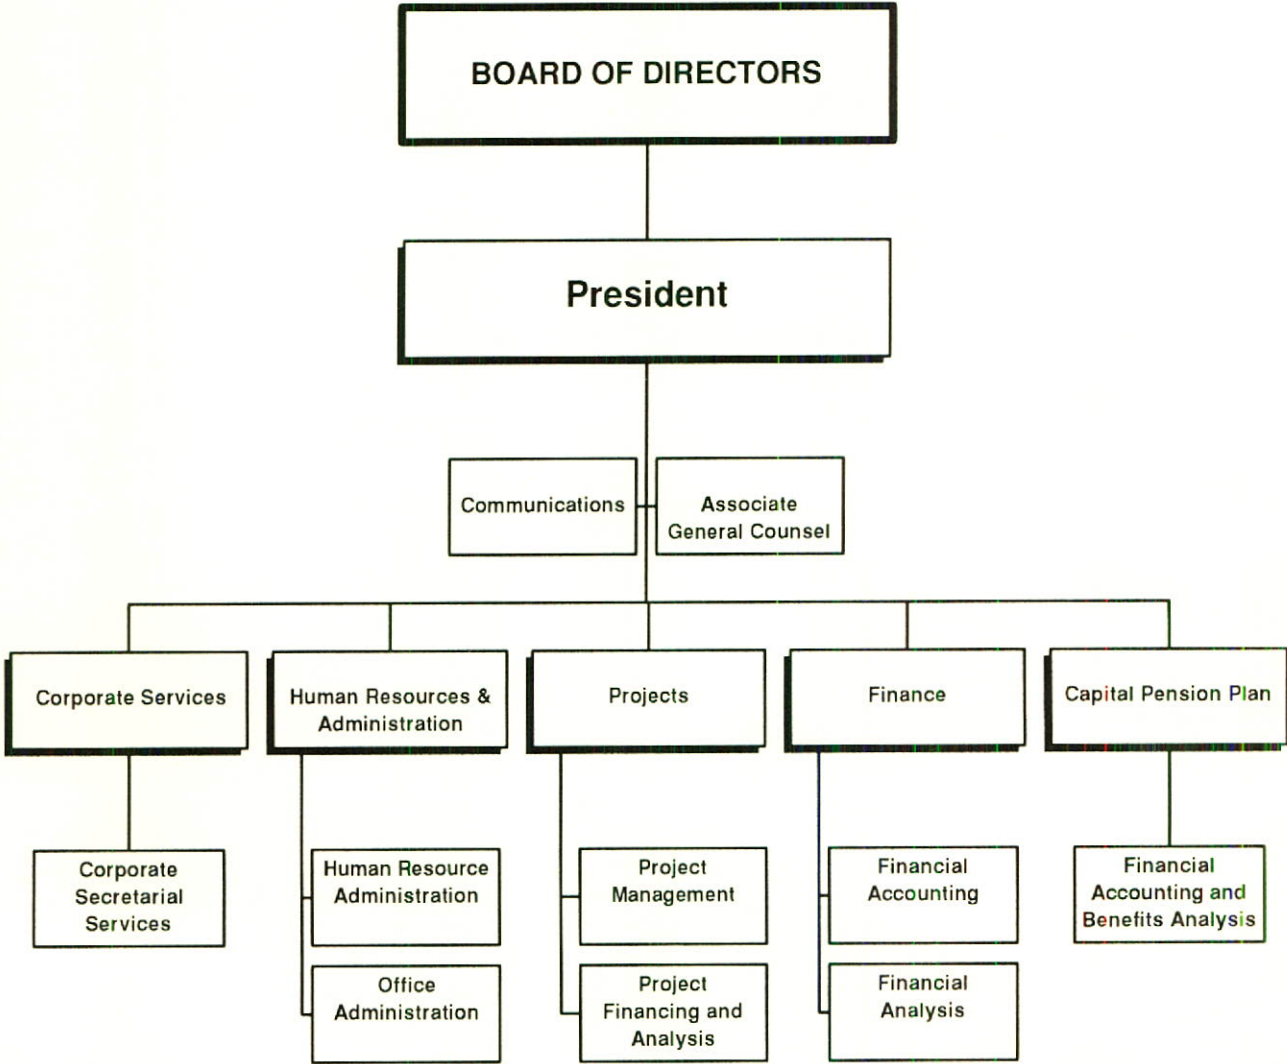 BOARD OF DIRECTORS
President
Communications
Associate
General Counsel
Corporate Services
Human Resources &
Administration
Projects
Finance
Capital Pension Plan
Corporate
Secretarial
Services
Human Resource
Administration
Project
Management
Financial
Accounting
Financial
Accounting and
Benefits Analysis
Office
Administration
Project
Financing and
Analysis
Financial
Analysis